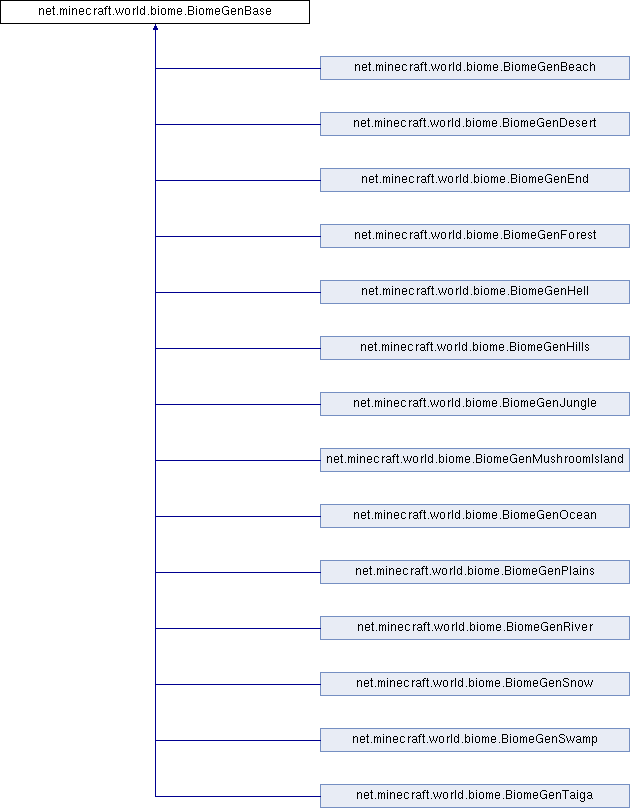 net.minecraft.world.biome.BiomeGenBase
net.minecraft.world.biome.BiomeGenBeach
net.minecraft.world.biome.BiomeGenDesert
net.minecraft.world.biome.BiomeGenEnd
net.minecraft.world.biome.BiomeGenForest
net.minecraft.world.biome.BiomeGenHell
net.minecraft.world.biome.BiomeGenHills
net.minecraft.world.biome.BiomeGenJungle
net.minecraft.world.biome.BiomeGenMushroomIsland
net.minecraft.world.biome.BiomeGenOcean
net.minecraft.world.biome.BiomeGenPlains
net.minecraft.world.biome.BiomeGenRiver
net.minecraft.world.biome.BiomeGenSnow
net.minecraft.world.biome.BiomeGenSwamp
net.minecraft.world.biome.BiomeGenTaiga